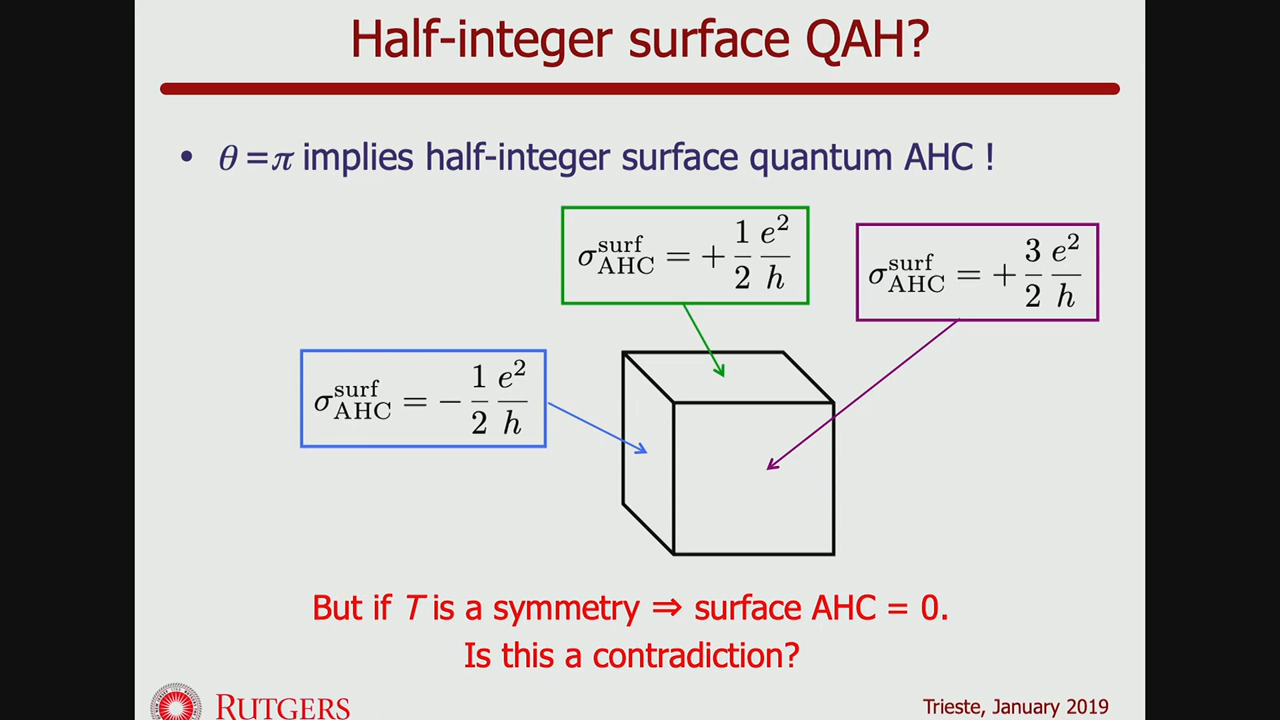 Half-integer surface QAH?
• θ = π implies half-integer surface quantum AHC !
σ^surf_AHC = + 1/2 e²/h
σ^surf_AHC = + 3/2 e²/h
σ^surf_AHC = − 1/2 e²/h
But if T is a symmetry ⇒ surface AHC = 0.
Is this a contradiction?
RUTGERS
Trieste, January 2019